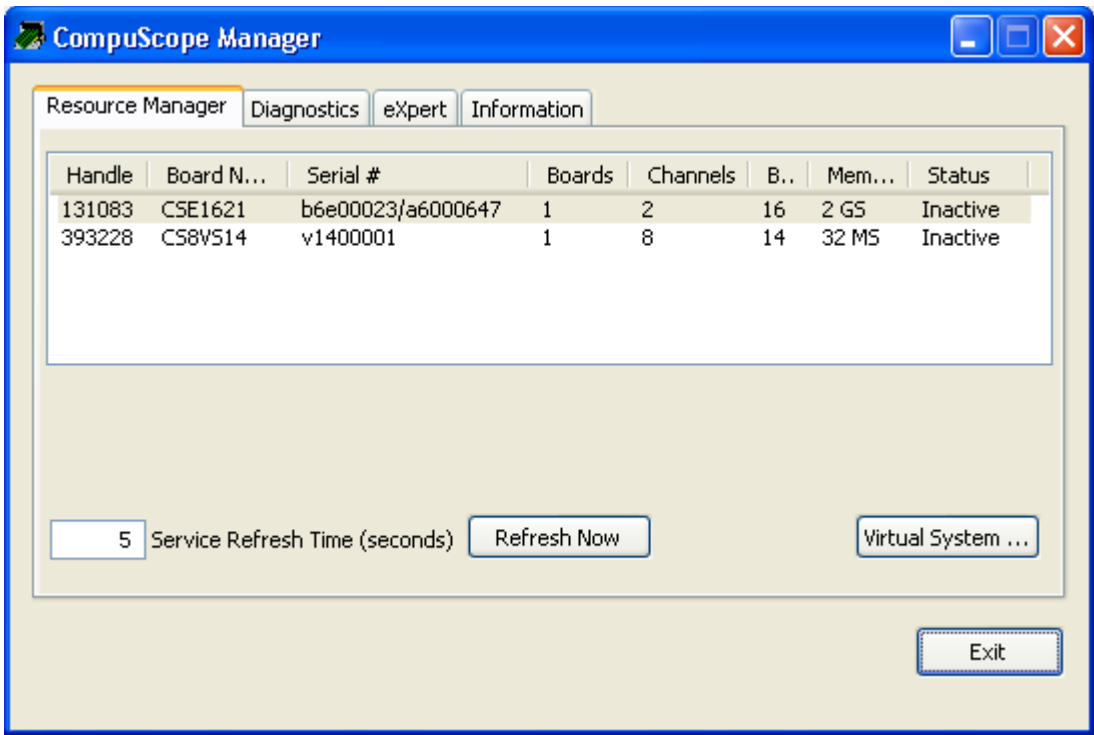 CompuScope Manager
Resource Manager Diagnostics eXpert Information
Handle Board N... Serial # Boards Channels B.. Mem... Status
131083 CSE1621 b6e00023/a6000647 1 2 16 2 GS Inactive
393228 CS8VS14 v1400001 1 8 14 32 MS Inactive
5 Service Refresh Time (seconds) Refresh Now Virtual System ...
Exit